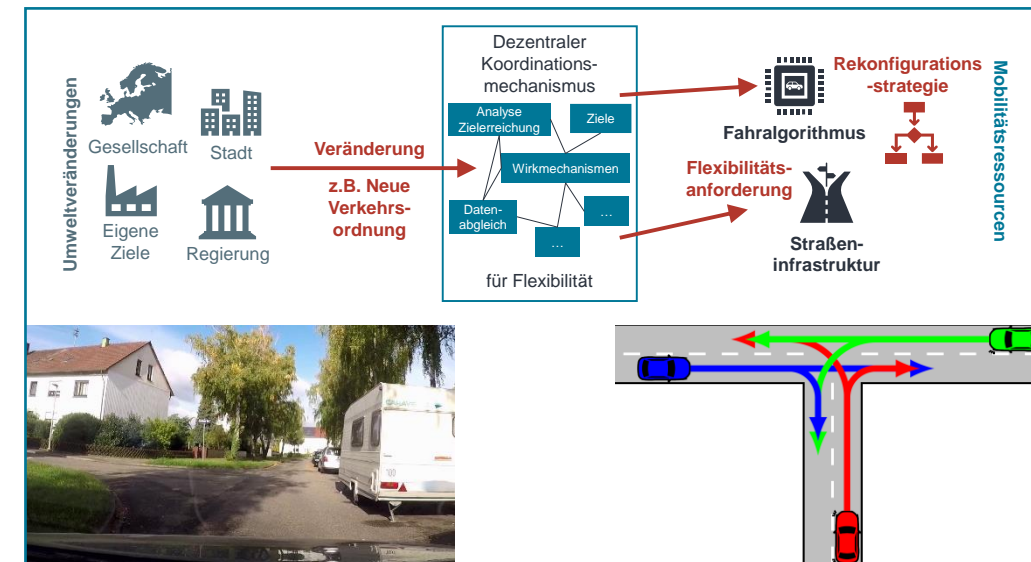 Umweltveränderungen
Gesellschaft
Stadt
Eigene
Ziele
Regierung
Veränderung
z.B. Neue
Verkehrs-
ordnung
Dezentraler
Koordinations-
mechanismus
Analyse
Zielerreichung
Ziele
Wirkmechanismen
Daten-
abgleich
...
...
für Flexibilität
Fahralgorithmus
Rekonfigurations
-strategie
Flexibilitäts-
anforderung
Straßen-
infrastruktur
Mobilitätsressourcen